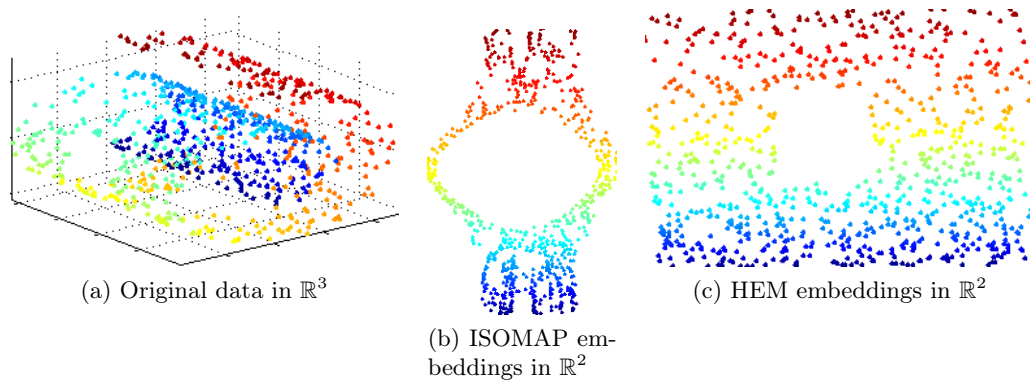 (a) Original data in ℝ³
(b) ISOMAP em-
beddings in ℝ²
(c) HEM embeddings in ℝ²